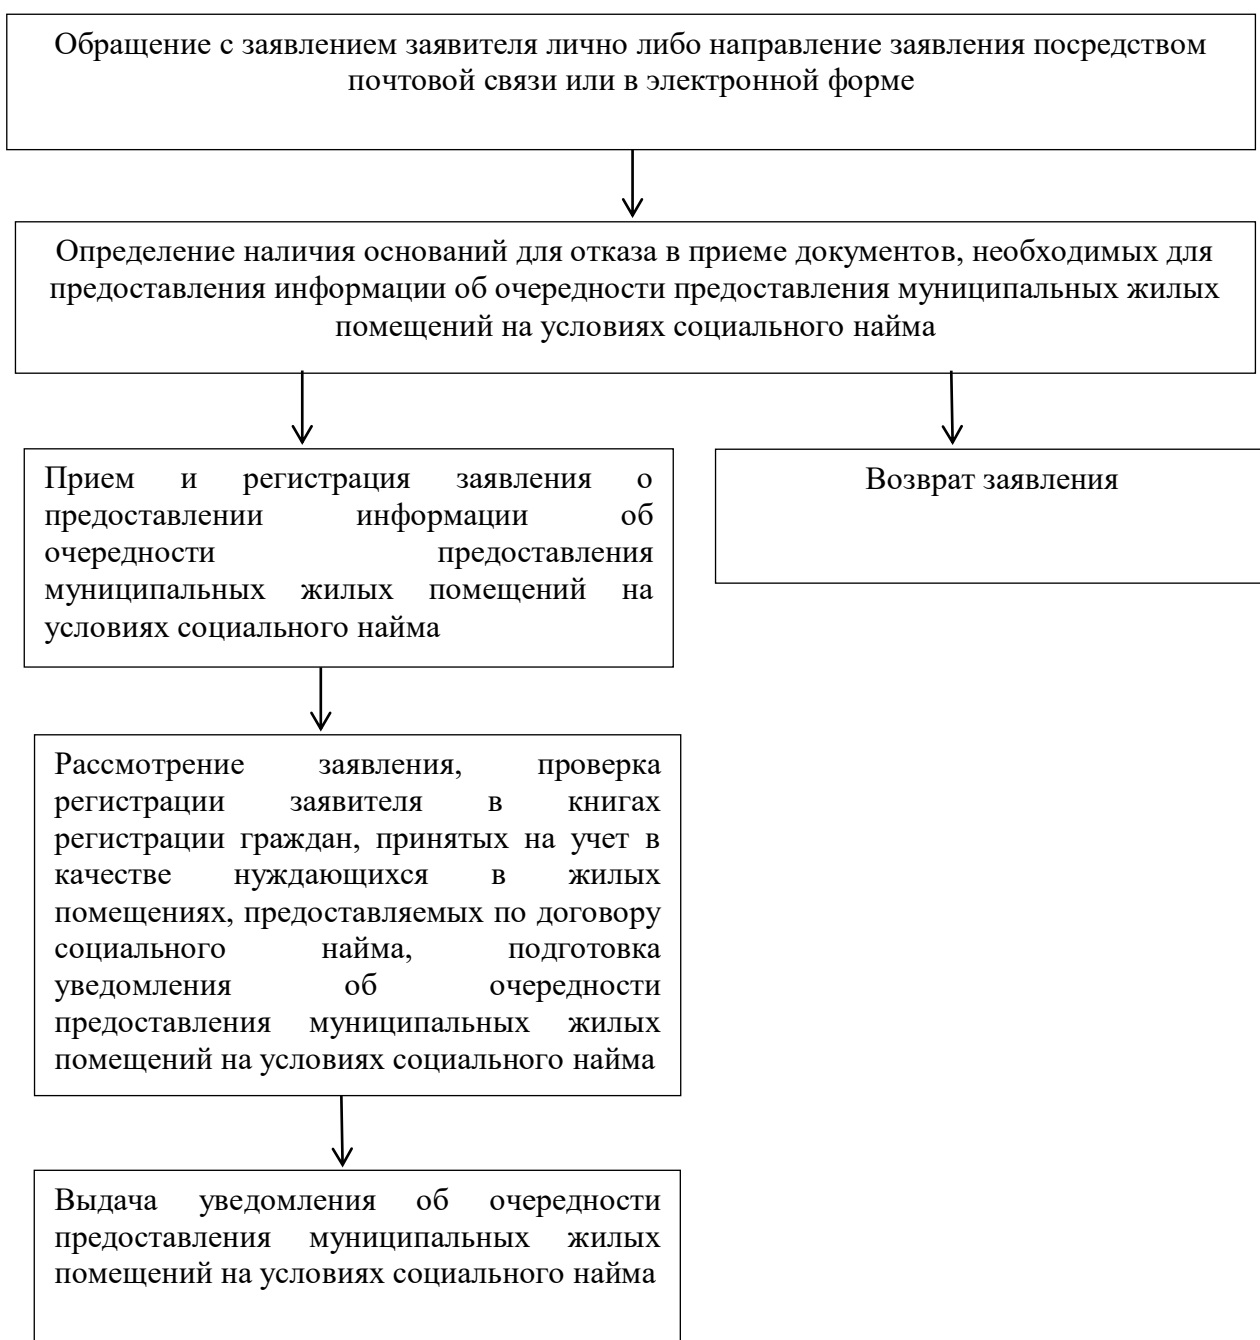 Обращение с заявлением заявителя лично либо направление заявления посредством
почтовой связи или в электронной форме
Определение наличия оснований для отказа в приеме документов, необходимых для
предоставления информации об очередности предоставления муниципальных жилых
помещений на условиях социального найма
Прием и регистрация заявления о
предоставлении информации об
очередности предоставления
муниципальных жилых помещений на
условиях социального найма
Возврат заявления
Рассмотрение заявления, проверка
регистрации заявителя в книгах
регистрации граждан, принятых на учет в
качестве нуждающихся в жилых
помещениях, предоставляемых по договору
социального найма, подготовка
уведомления об очередности
предоставления муниципальных жилых
помещений на условиях социального найма
Выдача уведомления об очередности
предоставления муниципальных жилых
помещений на условиях социального найма